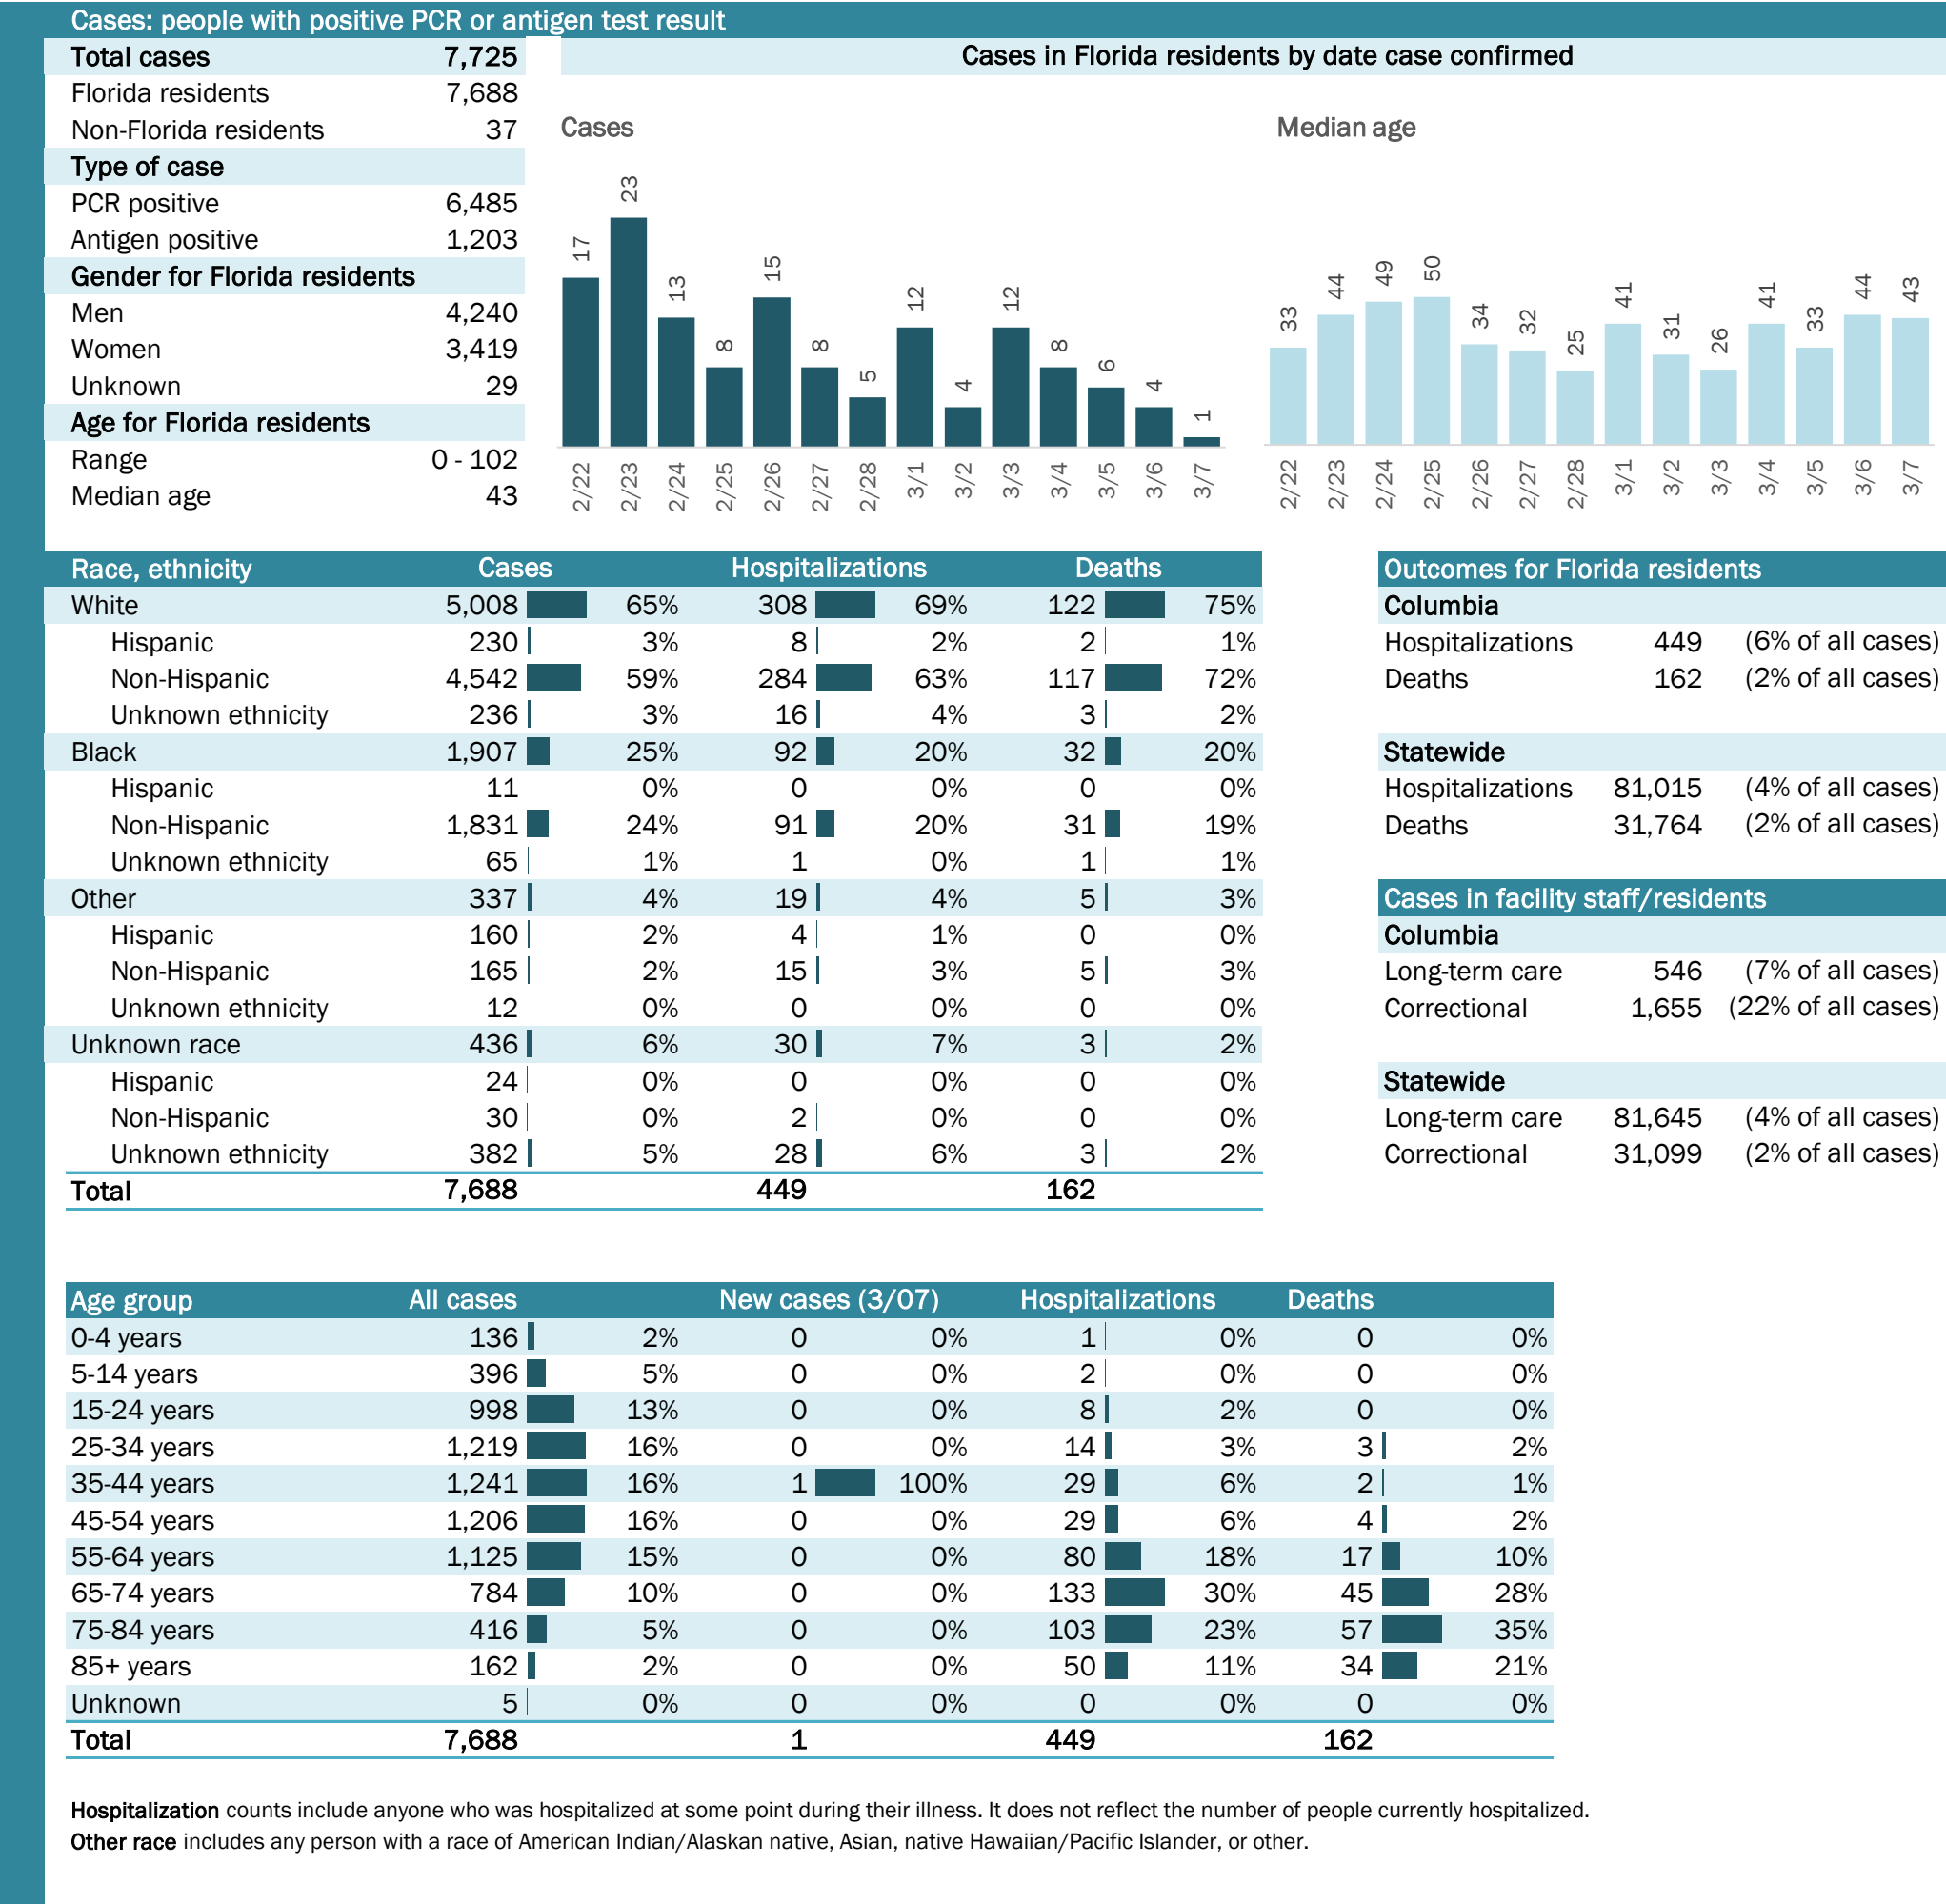 Cases: people with positive PCR or antigen test result
Total cases 7,725
Florida residents 7,688
Non-Florida residents 37
Type of case
PCR positive 6,485
Antigen positive 1,203
Gender for Florida residents
Men 4,240
Women 3,419
Unknown 29
Age for Florida residents
Range 0 - 102
Median age 43
Cases in Florida residents by date case confirmed
Cases
17 23 13 8 15 8 5 12 4 12 8 6 4 1
2/22 2/23 2/24 2/25 2/26 2/27 2/28 3/1 3/2 3/3 3/4 3/5 3/6 3/7
Median age
33 44 49 50 34 32 25 41 31 26 41 33 44 43
2/22 2/23 2/24 2/25 2/26 2/27 2/28 3/1 3/2 3/3 3/4 3/5 3/6 3/7
Race, ethnicity Cases Hospitalizations Deaths
White 5,008 65% 308 69% 122 75%
Hispanic 230 3% 8 2% 2 1%
Non-Hispanic 4,542 59% 284 63% 117 72%
Unknown ethnicity 236 3% 16 4% 3 2%
Black 1,907 25% 92 20% 32 20%
Hispanic 11 0% 0 0% 0 0%
Non-Hispanic 1,831 24% 91 20% 31 19%
Unknown ethnicity 65 1% 1 0% 1 1%
Other 337 4% 19 4% 5 3%
Hispanic 160 2% 4 1% 0 0%
Non-Hispanic 165 2% 15 3% 5 3%
Unknown ethnicity 12 0% 0 0% 0 0%
Unknown race 436 6% 30 7% 3 2%
Hispanic 24 0% 0 0% 0 0%
Non-Hispanic 30 0% 2 0% 0 0%
Unknown ethnicity 382 5% 28 6% 3 2%
Total 7,688 449 162
Outcomes for Florida residents
Columbia
Hospitalizations 449 (6% of all cases)
Deaths 162 (2% of all cases)
Statewide
Hospitalizations 81,015 (4% of all cases)
Deaths 31,764 (2% of all cases)
Cases in facility staff/residents
Columbia
Long-term care 546 (7% of all cases)
Correctional 1,655 (22% of all cases)
Statewide
Long-term care 81,645 (4% of all cases)
Correctional 31,099 (2% of all cases)
Age group All cases New cases (3/07) Hospitalizations Deaths
0-4 years 136 2% 0 0% 1 0% 0 0%
5-14 years 396 5% 0 0% 2 0% 0 0%
15-24 years 998 13% 0 0% 8 2% 0 0%
25-34 years 1,219 16% 0 0% 14 3% 3 2%
35-44 years 1,241 16% 1 100% 29 6% 2 1%
45-54 years 1,206 16% 0 0% 29 6% 4 2%
55-64 years 1,125 15% 0 0% 80 18% 17 10%
65-74 years 784 10% 0 0% 133 30% 45 28%
75-84 years 416 5% 0 0% 103 23% 57 35%
85+ years 162 2% 0 0% 50 11% 34 21%
Unknown 5 0% 0 0% 0 0% 0 0%
Total 7,688 1 449 162
Hospitalization counts include anyone who was hospitalized at some point during their illness. It does not reflect the number of people currently hospitalized.
Other race includes any person with a race of American Indian/Alaskan native, Asian, native Hawaiian/Pacific Islander, or other.